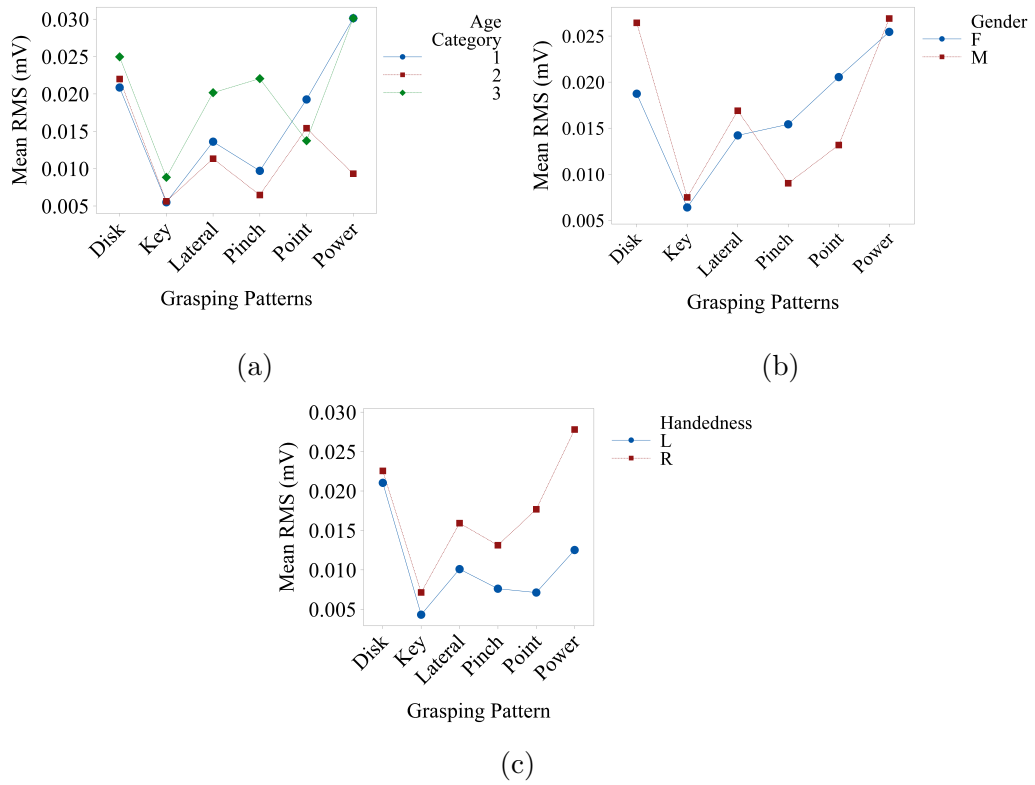 0.030
0.025
0.020
0.015
0.010
0.005
Mean RMS (mV)
Disk
Key
Lateral
Pinch
Point
Power
Grasping Patterns
Age
Category
1
2
3
(a)
0.025
0.020
0.015
0.010
0.005
Mean RMS (mV)
Disk
Key
Lateral
Pinch
Point
Power
Grasping Patterns
Gender
F
M
(b)
0.030
0.025
0.020
0.015
0.010
0.005
Mean RMS (mV)
Disk
Key
Lateral
Pinch
Point
Power
Grasping Pattern
Handedness
L
R
(c)